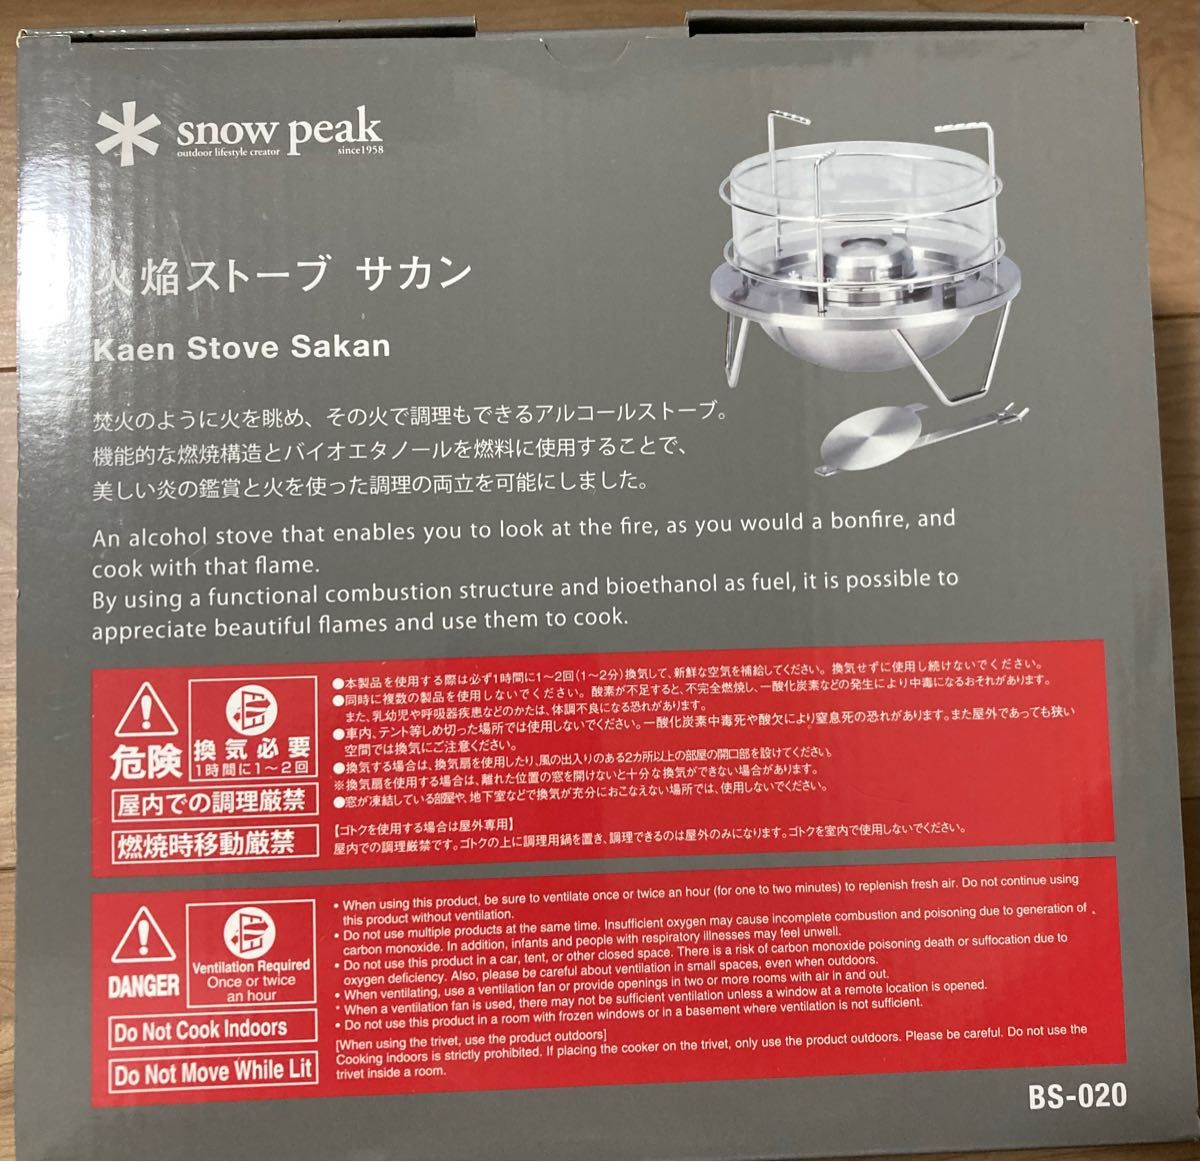 snow peak
outdoor lifestyle creator since1958
火焔ストーブ サカン
Kaen Stove Sakan
焚火のように火を眺め、その火で調理もできるアルコールストーブ。
機能的な燃焼構造とバイオエタノールを燃料に使用することで、
美しい炎の鑑賞と火を使った調理の両立を可能にしました。
An alcohol stove that enables you to look at the fire, as you would a bonfire, and
cook with that flame.
By using a functional combustion structure and bioethanol as fuel, it is possible to
appreciate beautiful flames and use them to cook.
危険
換気必要
1時間に1〜2回
屋内での調理厳禁
燃焼時移動厳禁
●本製品を使用する際は必ず1時間に1〜2回(1〜2分)換気して、新鮮な空気を補給してください。換気せずに使用し続けないでください。
●同時に複数の製品を使用しないでください。酸素が不足すると、不完全燃焼し、一酸化炭素などの発生により中毒になるおそれがあります。
また、乳幼児や呼吸器疾患などのかたは、体調不良になる恐れがあります。
●車内、テント等しめ切った場所では使用しないでください。一酸化炭素中毒死や酸欠により窒息死の恐れがあります。また屋外であっても狭い
空間では換気にご注意ください。
●換気する場合は、換気扇を使用したり、風の出入りのある2カ所以上の部屋の開口部を設けてください。
※換気扇を使用する場合は、離れた位置の窓を開けないと十分な換気ができない場合があります。
●窓が凍結している部屋や、地下室などで換気が充分におこなえない場所では、使用しないでください。
【ゴトクを使用する場合は屋外専用】
屋内での調理厳禁です。ゴトクの上に調理用鍋を置き、調理できるのは屋外のみになります。ゴトクを室内で使用しないでください。
DANGER
Ventilation Required
Once or twice
an hour
Do Not Cook Indoors
Do Not Move While Lit
• When using this product, be sure to ventilate once or twice an hour (for one to two minutes) to replenish fresh air. Do not continue using
this product without ventilation.
• Do not use multiple products at the same time. Insufficient oxygen may cause incomplete combustion and poisoning due to generation of
carbon monoxide. In addition, infants and people with respiratory illnesses may feel unwell.
• Do not use this product in a car, tent, or other closed space. There is a risk of carbon monoxide poisoning death or suffocation due to
oxygen deficiency. Also, please be careful about ventilation in small spaces, even when outdoors.
• When ventilating, use a ventilation fan or provide openings in two or more rooms with air in and out.
• When a ventilation fan is used, there may not be sufficient ventilation unless a window at a remote location is opened.
• Do not use this product in a room with frozen windows or in a basement where ventilation is not sufficient.
[When using the trivet, use the product outdoors]
Cooking indoors is strictly prohibited. If placing the cooker on the trivet, only use the product outdoors. Please be careful. Do not use the
trivet inside a room.
BS-020